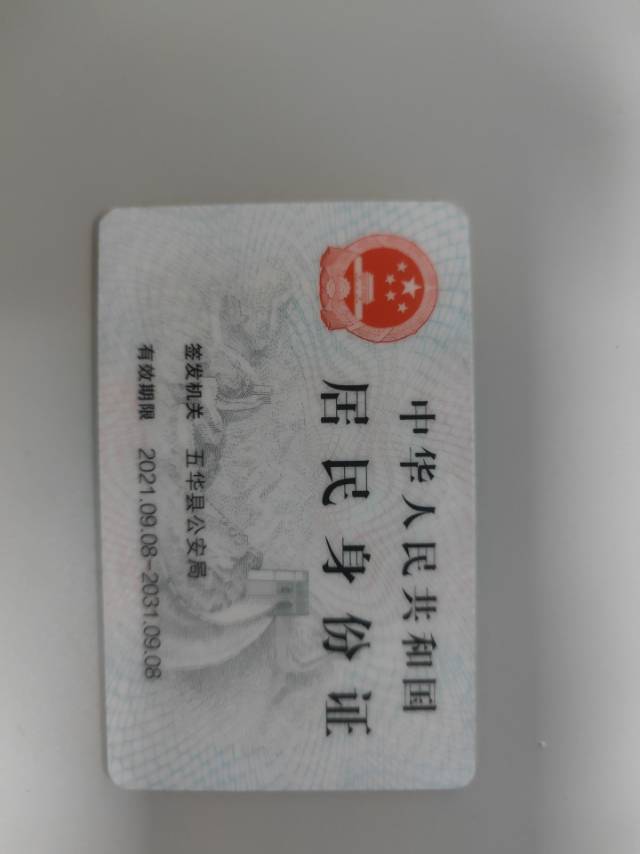 中华人民共和国
居民身份证
签发机关 五华县公安局
有效期限 2021.09.08-2031.09.08